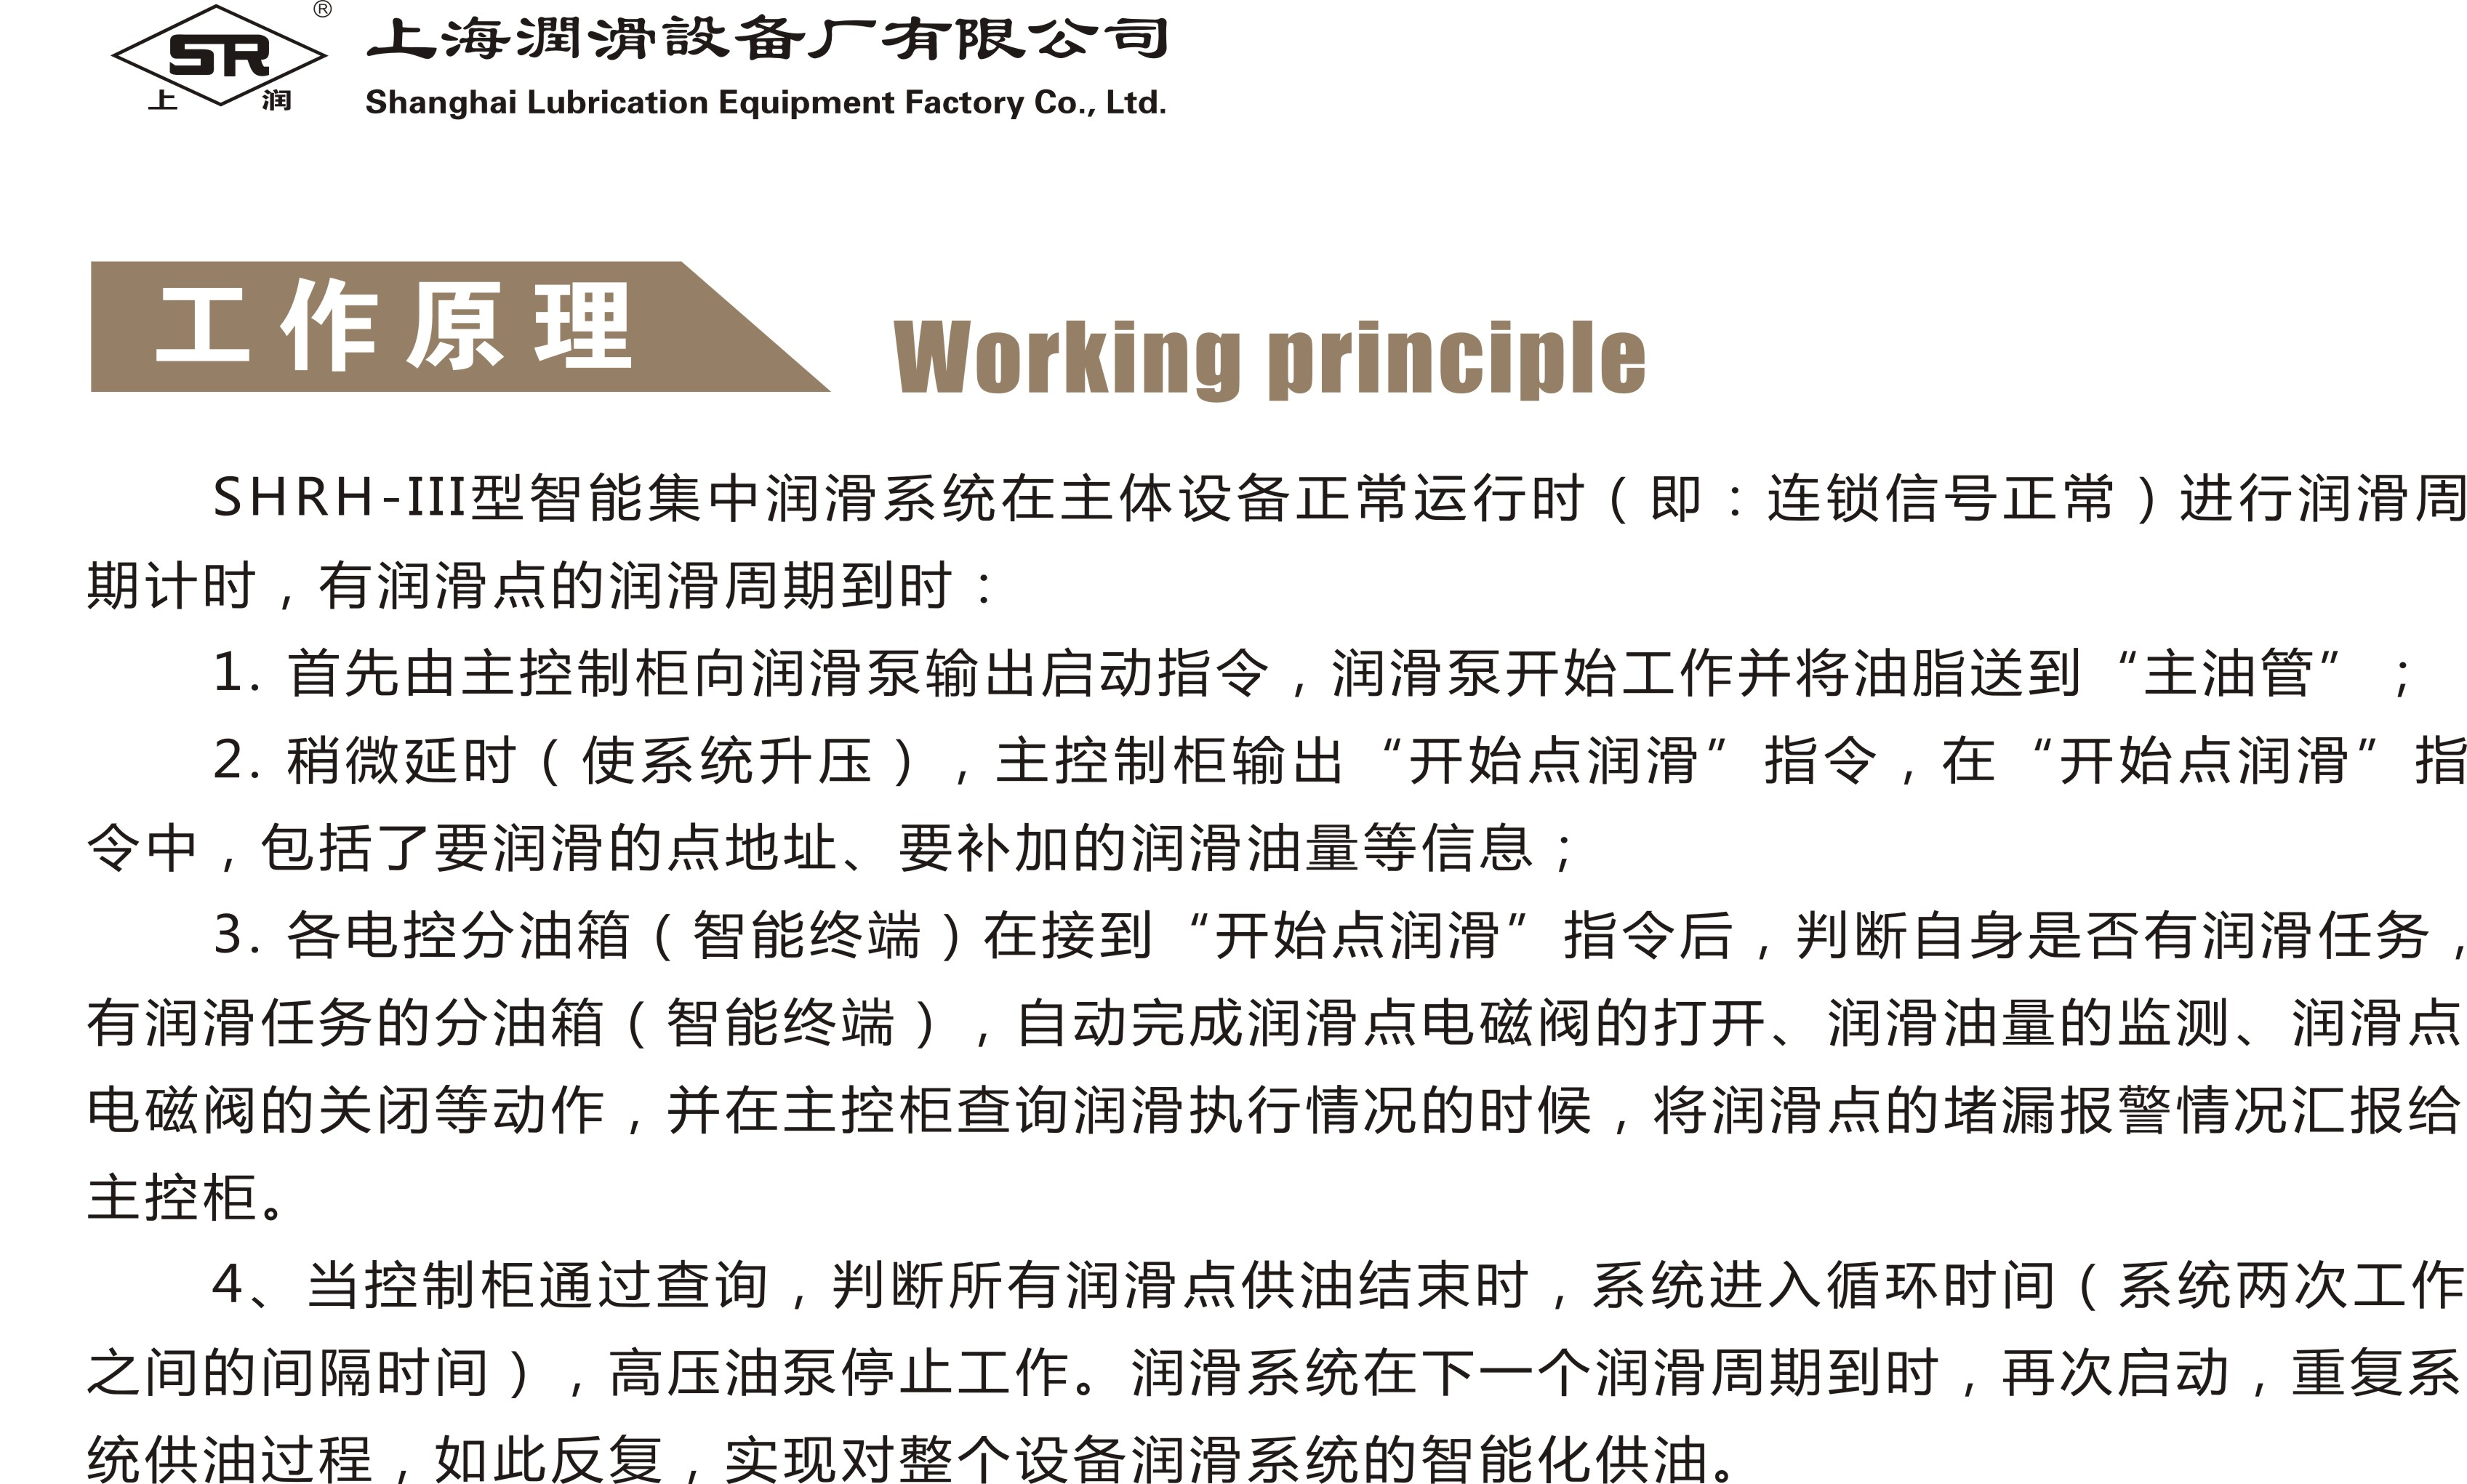 ®
上海潤滑設备厂有限公司
SR
上 润
Shanghai Lubrication Equipment Factory Co., Ltd.
工作原理
Working principle
SHRH-III型智能集中润滑系统在主体设备正常运行时（即：连锁信号正常）进行润滑周
期计时，有润滑点的润滑周期到时：
1. 首先由主控制柜向润滑泵输出启动指令，润滑泵开始工作并将油脂送到“主油管”；
2. 稍微延时（使系统升压），主控制柜输出“开始点润滑”指令，在“开始点润滑”指
令中，包括了要润滑的点地址、要补加的润滑油量等信息；
3. 各电控分油箱（智能终端）在接到“开始点润滑”指令后，判断自身是否有润滑任务，
有润滑任务的分油箱（智能终端），自动完成润滑点电磁阀的打开、润滑油量的监测、润滑点
电磁阀的关闭等动作，并在主控柜查询润滑执行情况的时候，将润滑点的堵漏报警情况汇报给
主控柜。
4、当控制柜通过查询，判断所有润滑点供油结束时，系统进入循环时间（系统两次工作
之间的间隔时间），高压油泵停止工作。润滑系统在下一个润滑周期到时，再次启动，重复系
统供油过程，如此反复，实现对整个设备润滑系统的智能化供油。